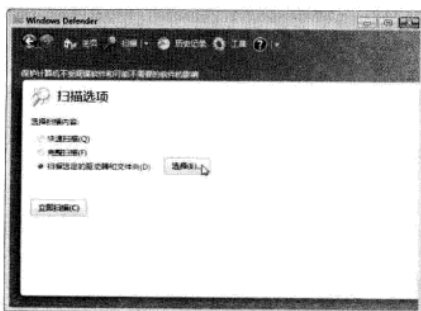 Windows Defender
主页 扫描 历史记录 工具
保护计算机不受间谍软件和可能不需要的软件的影响
扫描选项
选择扫描内容:
快速扫描(Q)
完整扫描(F)
扫描选定的驱动器和文件夹(D) 选择(E)...
立即扫描(C)